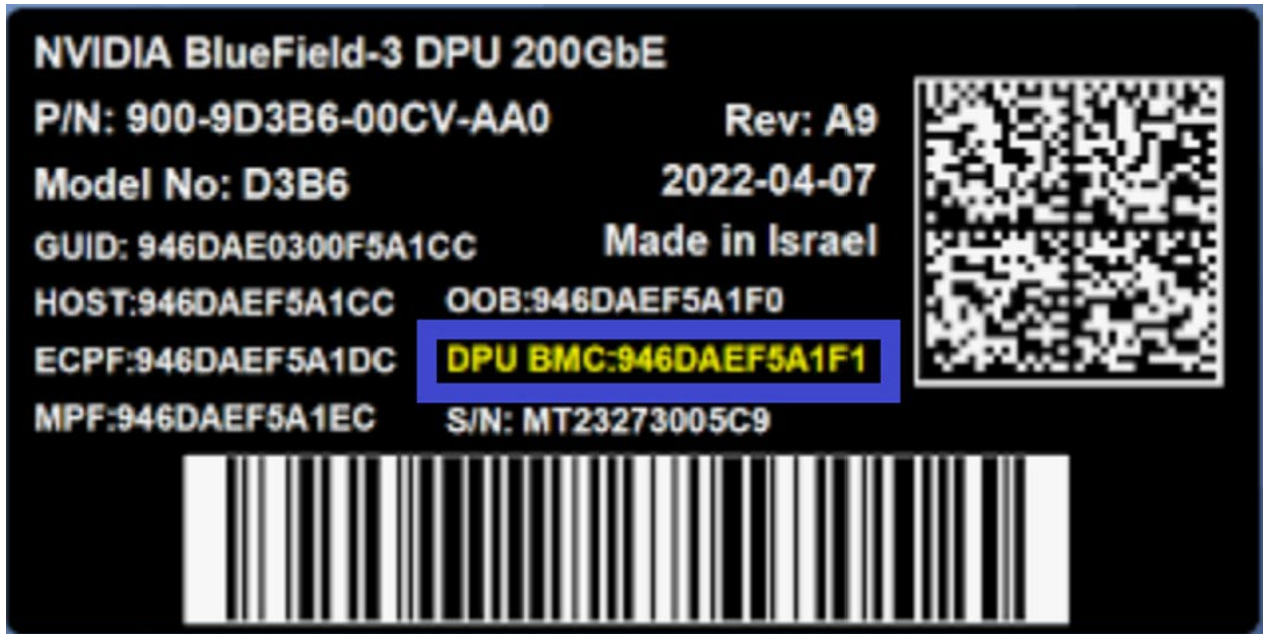 NVIDIA BlueField-3 DPU 200GbE
P/N: 900-9D3B6-00CV-AA0 Rev: A9
Model No: D3B6 2022-04-07
GUID: 946DAE0300F5A1CC Made in Israel
HOST:946DAEF5A1CC OOB:946DAEF5A1F0
ECPF:946DAEF5A1DC DPU BMC:946DAEF5A1F1
MPF:946DAEF5A1EC S/N: MT23273005C9